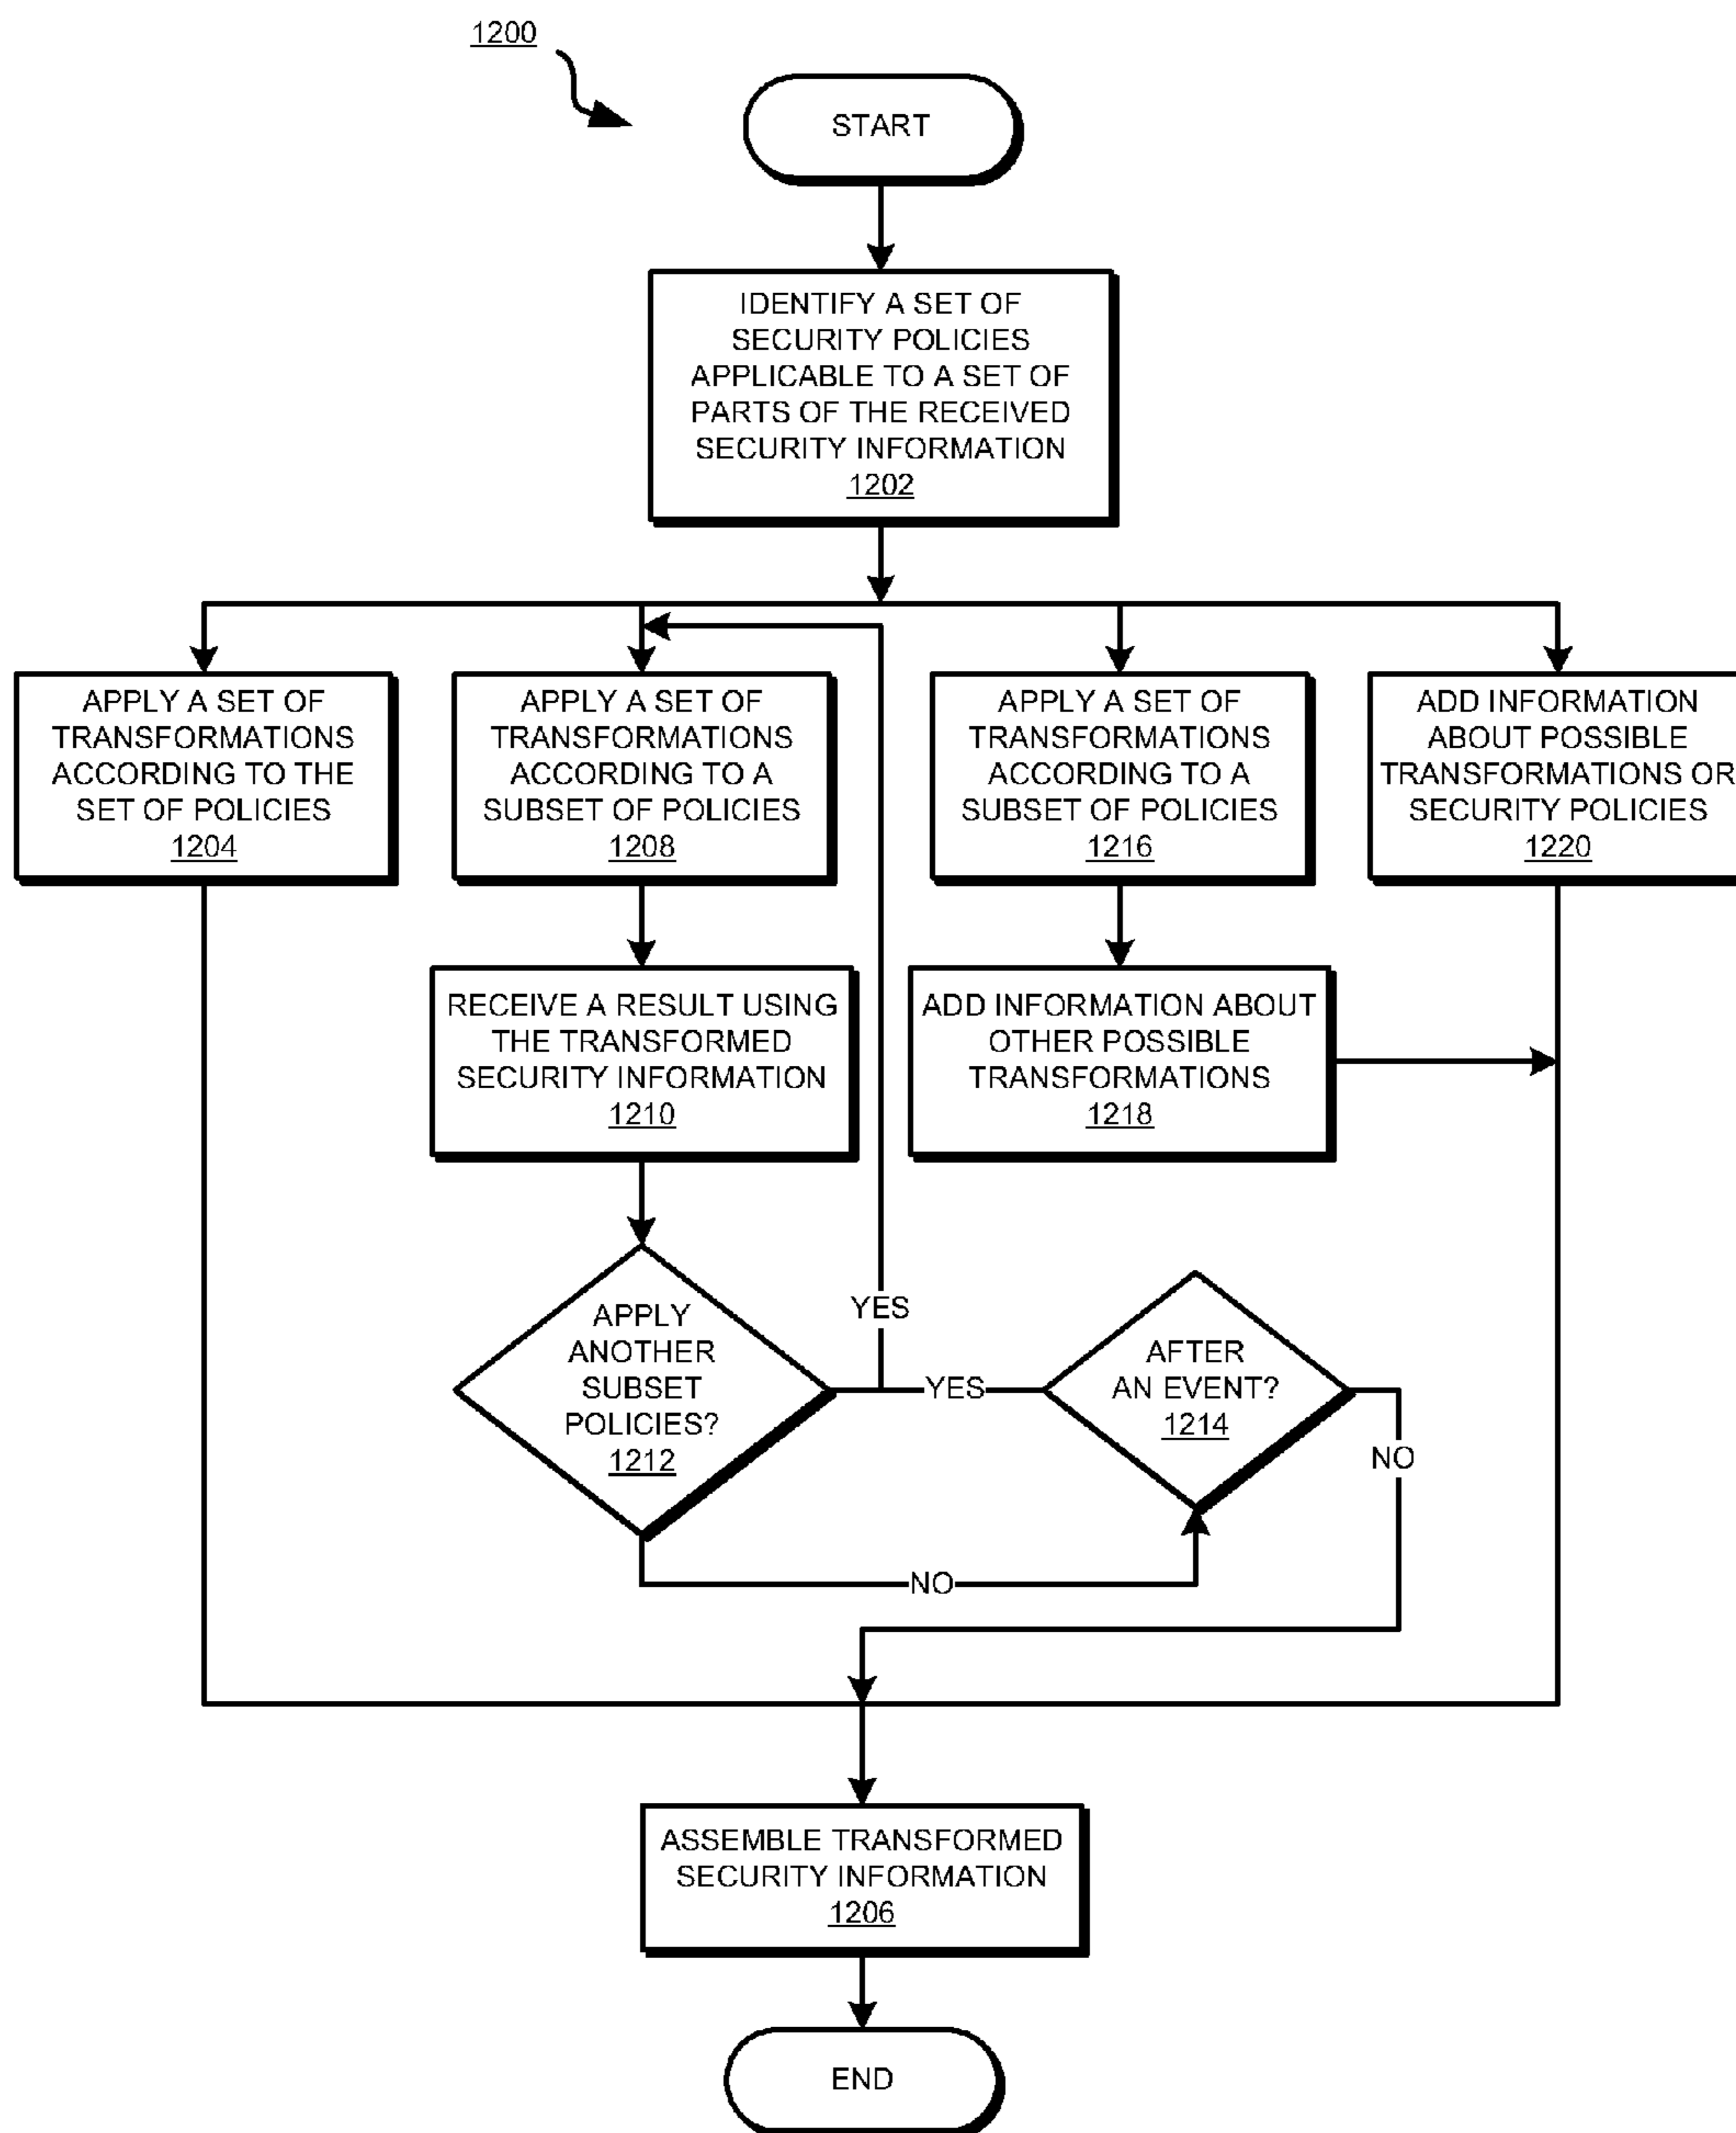 1200
START
IDENTIFY A SET OF
SECURITY POLICIES
APPLICABLE TO A SET OF
PARTS OF THE RECEIVED
SECURITY INFORMATION
1202
APPLY A SET OF
TRANSFORMATIONS
ACCORDING TO THE
SET OF POLICIES
1204
APPLY A SET OF
TRANSFORMATIONS
ACCORDING TO A
SUBSET OF POLICIES
1208
APPLY A SET OF
TRANSFORMATIONS
ACCORDING TO A
SUBSET OF POLICIES
1216
ADD INFORMATION
ABOUT POSSIBLE
TRANSFORMATIONS OR
SECURITY POLICIES
1220
RECEIVE A RESULT USING
THE TRANSFORMED
SECURITY INFORMATION
1210
ADD INFORMATION ABOUT
OTHER POSSIBLE
TRANSFORMATIONS
1218
APPLY
ANOTHER
SUBSET
POLICIES?
1212
YES
YES
AFTER
AN EVENT?
1214
NO
NO
ASSEMBLE TRANSFORMED
SECURITY INFORMATION
1206
END